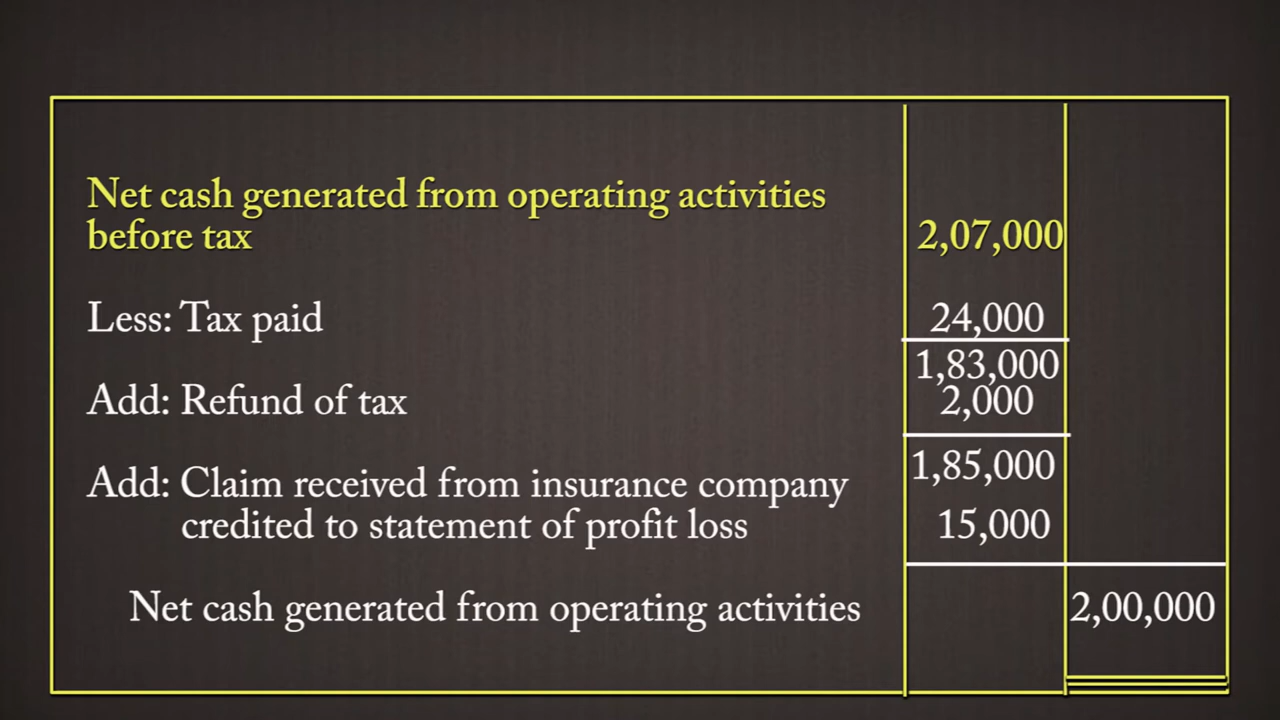 Net cash generated from operating activities
before tax 2,07,000
Less: Tax paid 24,000
1,83,000
Add: Refund of tax 2,000
1,85,000
Add: Claim received from insurance company
credited to statement of profit loss 15,000
Net cash generated from operating activities 2,00,000